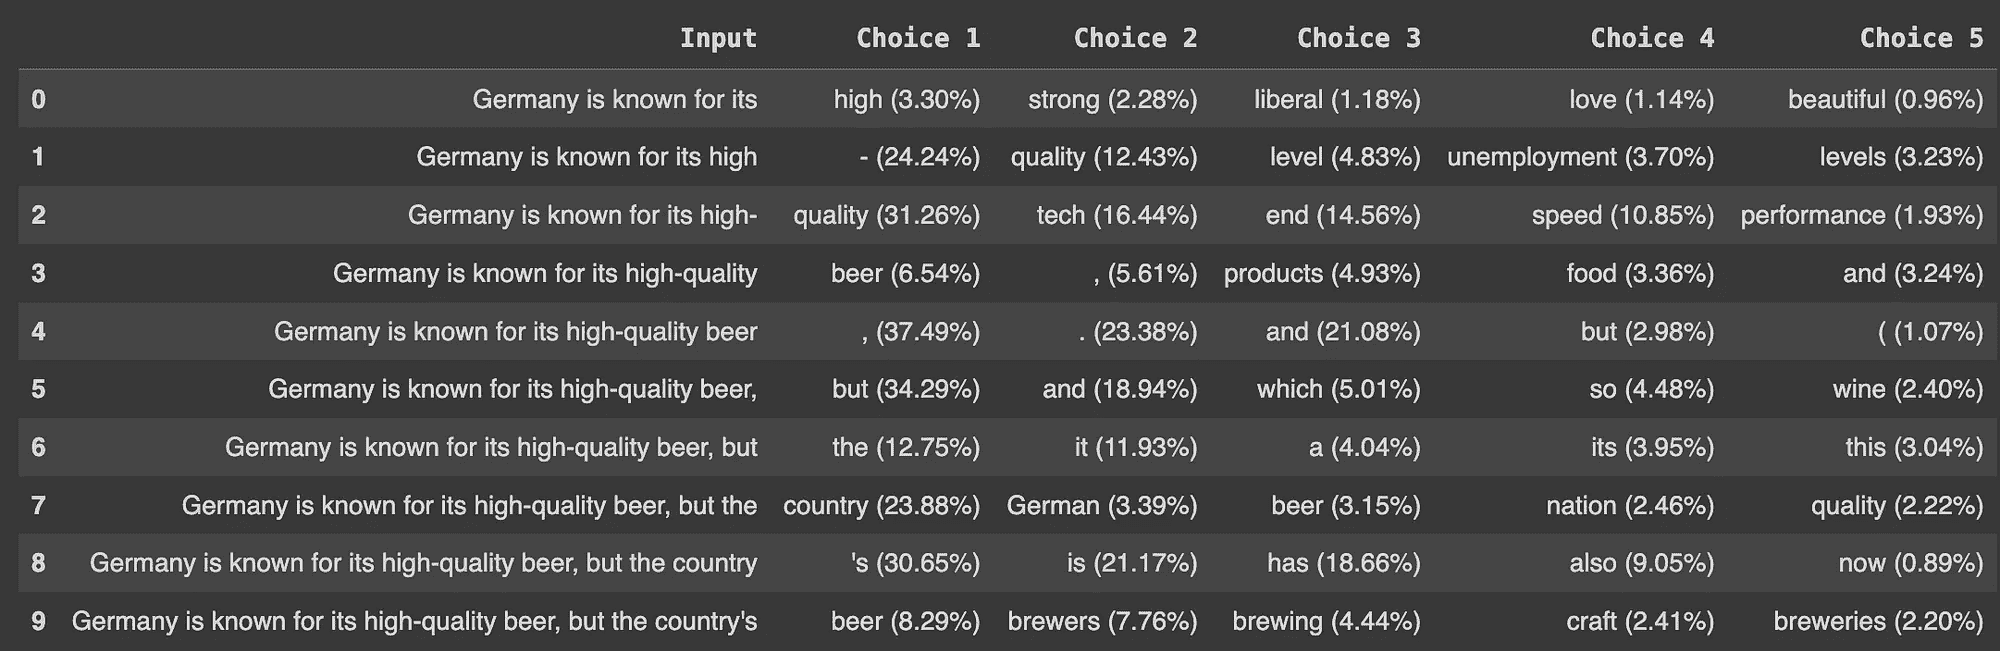 Input Choice 1 Choice 2 Choice 3 Choice 4 Choice 5
0 Germany is known for its high (3.30%) strong (2.28%) liberal (1.18%) love (1.14%) beautiful (0.96%)
1 Germany is known for its high - (24.24%) quality (12.43%) level (4.83%) unemployment (3.70%) levels (3.23%)
2 Germany is known for its high- quality (31.26%) tech (16.44%) end (14.56%) speed (10.85%) performance (1.93%)
3 Germany is known for its high-quality beer (6.54%) , (5.61%) products (4.93%) food (3.36%) and (3.24%)
4 Germany is known for its high-quality beer , (37.49%) . (23.38%) and (21.08%) but (2.98%) ( (1.07%)
5 Germany is known for its high-quality beer, but (34.29%) and (18.94%) which (5.01%) so (4.48%) wine (2.40%)
6 Germany is known for its high-quality beer, but the (12.75%) it (11.93%) a (4.04%) its (3.95%) this (3.04%)
7 Germany is known for its high-quality beer, but the country (23.88%) German (3.39%) beer (3.15%) nation (2.46%) quality (2.22%)
8 Germany is known for its high-quality beer, but the country 's (30.65%) is (21.17%) has (18.66%) also (9.05%) now (0.89%)
9 Germany is known for its high-quality beer, but the country's beer (8.29%) brewers (7.76%) brewing (4.44%) craft (2.41%) breweries (2.20%)